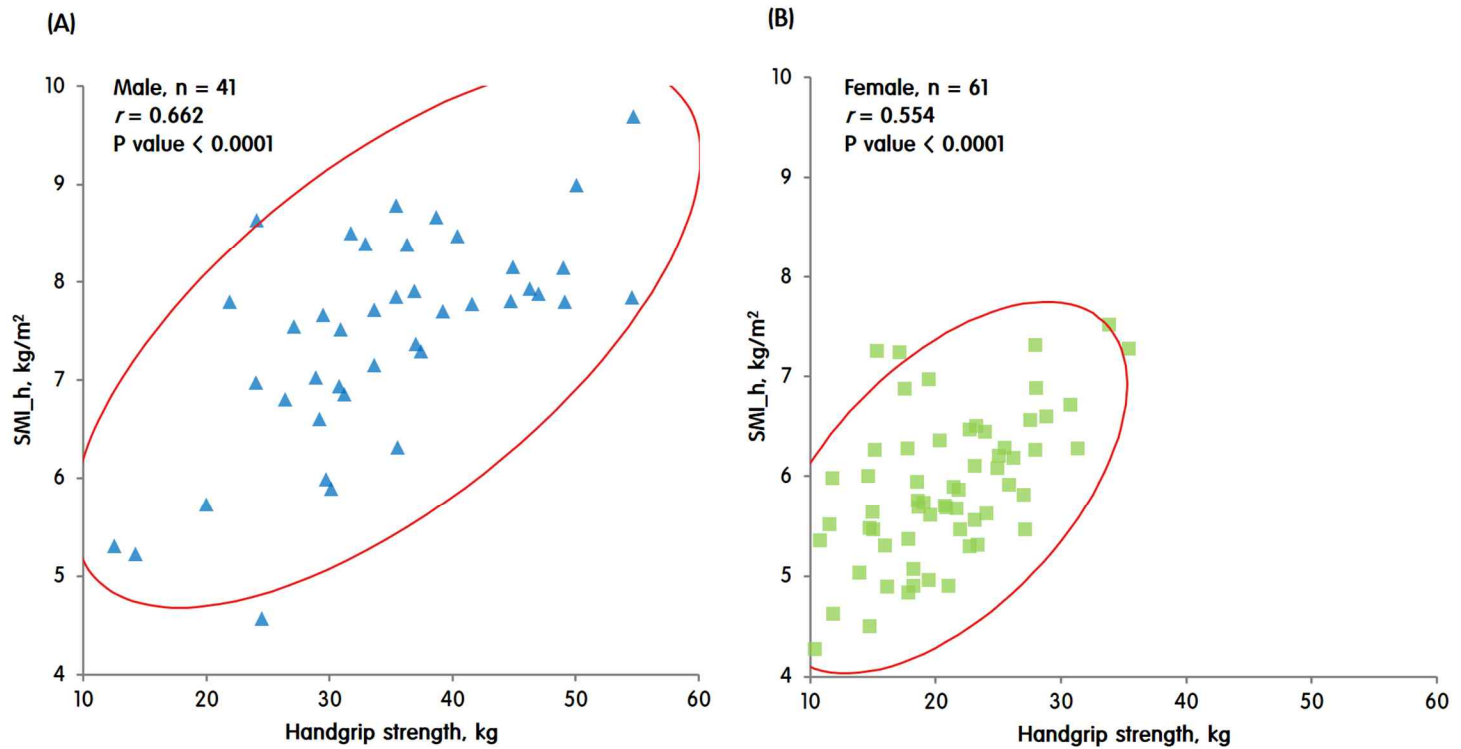 (A)
Male, n = 41
r = 0.662
P value < 0.0001
10
9
8
7
6
5
4
SMI_h, kg/m²
10 20 30 40 50 60
Handgrip strength, kg
(B)
Female, n = 61
r = 0.554
P value < 0.0001
10
9
8
7
6
5
4
SMI_h, kg/m²
10 20 30 40 50 60
Handgrip strength, kg